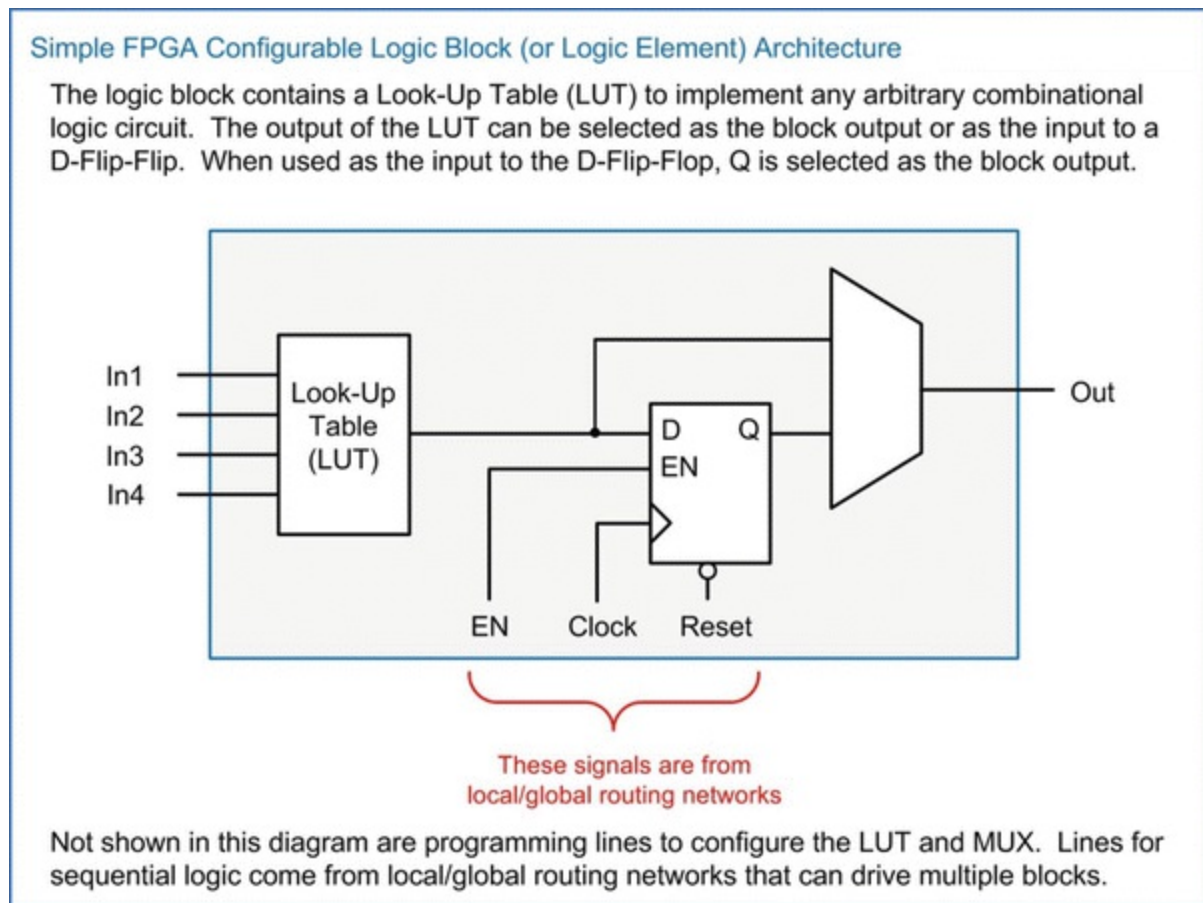 Simple FPGA Configurable Logic Block (or Logic Element) Architecture
The logic block contains a Look-Up Table (LUT) to implement any arbitrary combinational
logic circuit.  The output of the LUT can be selected as the block output or as the input to a
D-Flip-Flip.  When used as the input to the D-Flip-Flop, Q is selected as the block output.
In1
In2
In3
In4
Look-Up
Table
(LUT)
D
Q
EN
EN
Clock
Reset
Out
These signals are from
local/global routing networks
Not shown in this diagram are programming lines to configure the LUT and MUX.  Lines for
sequential logic come from local/global routing networks that can drive multiple blocks.